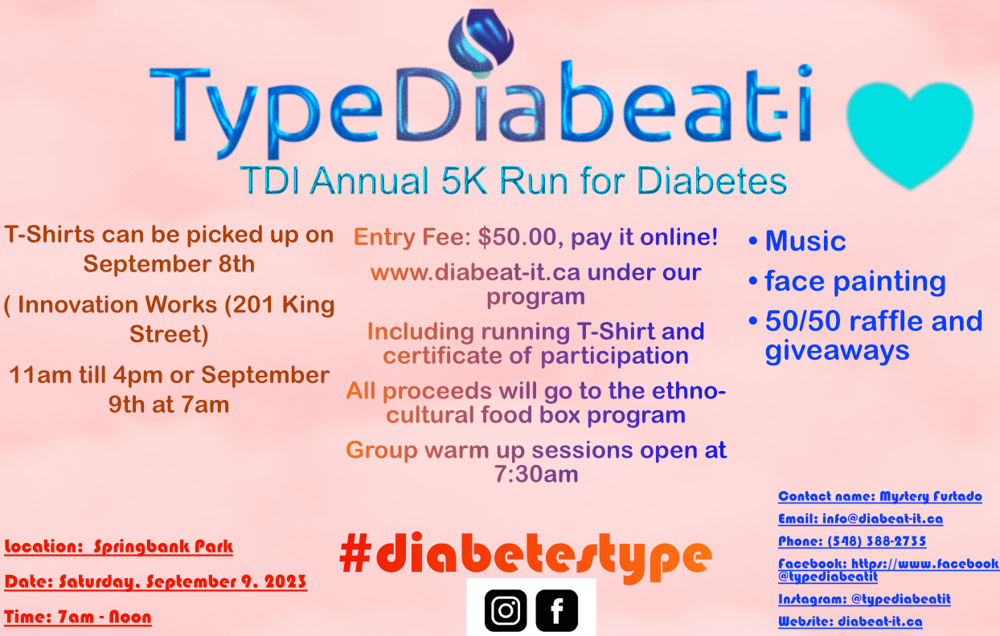 TypeDiabeat-i
TDI Annual 5K Run for Diabetes
T-Shirts can be picked up on
September 8th
( Innovation Works (201 King
Street)
11am till 4pm or September
9th at 7am
Entry Fee: $50.00, pay it online!
www.diabeat-it.ca under our
program
Including running T-Shirt and
certificate of participation
All proceeds will go to the ethno-
cultural food box program
Group warm up sessions open at
7:30am
• Music
• face painting
• 50/50 raffle and
giveaways
Location: Springbank Park
Date: Saturday, September 9, 2023
Time: 7am - Noon
#diabetestype
Contact name: Mystery Furtado
Email: info@diabeat-it.ca
Phone: (548) 388-2735
Facebook: https://www.facebook
@typediabeatit
Instagram: @typediabeatit
Website: diabeat-it.ca